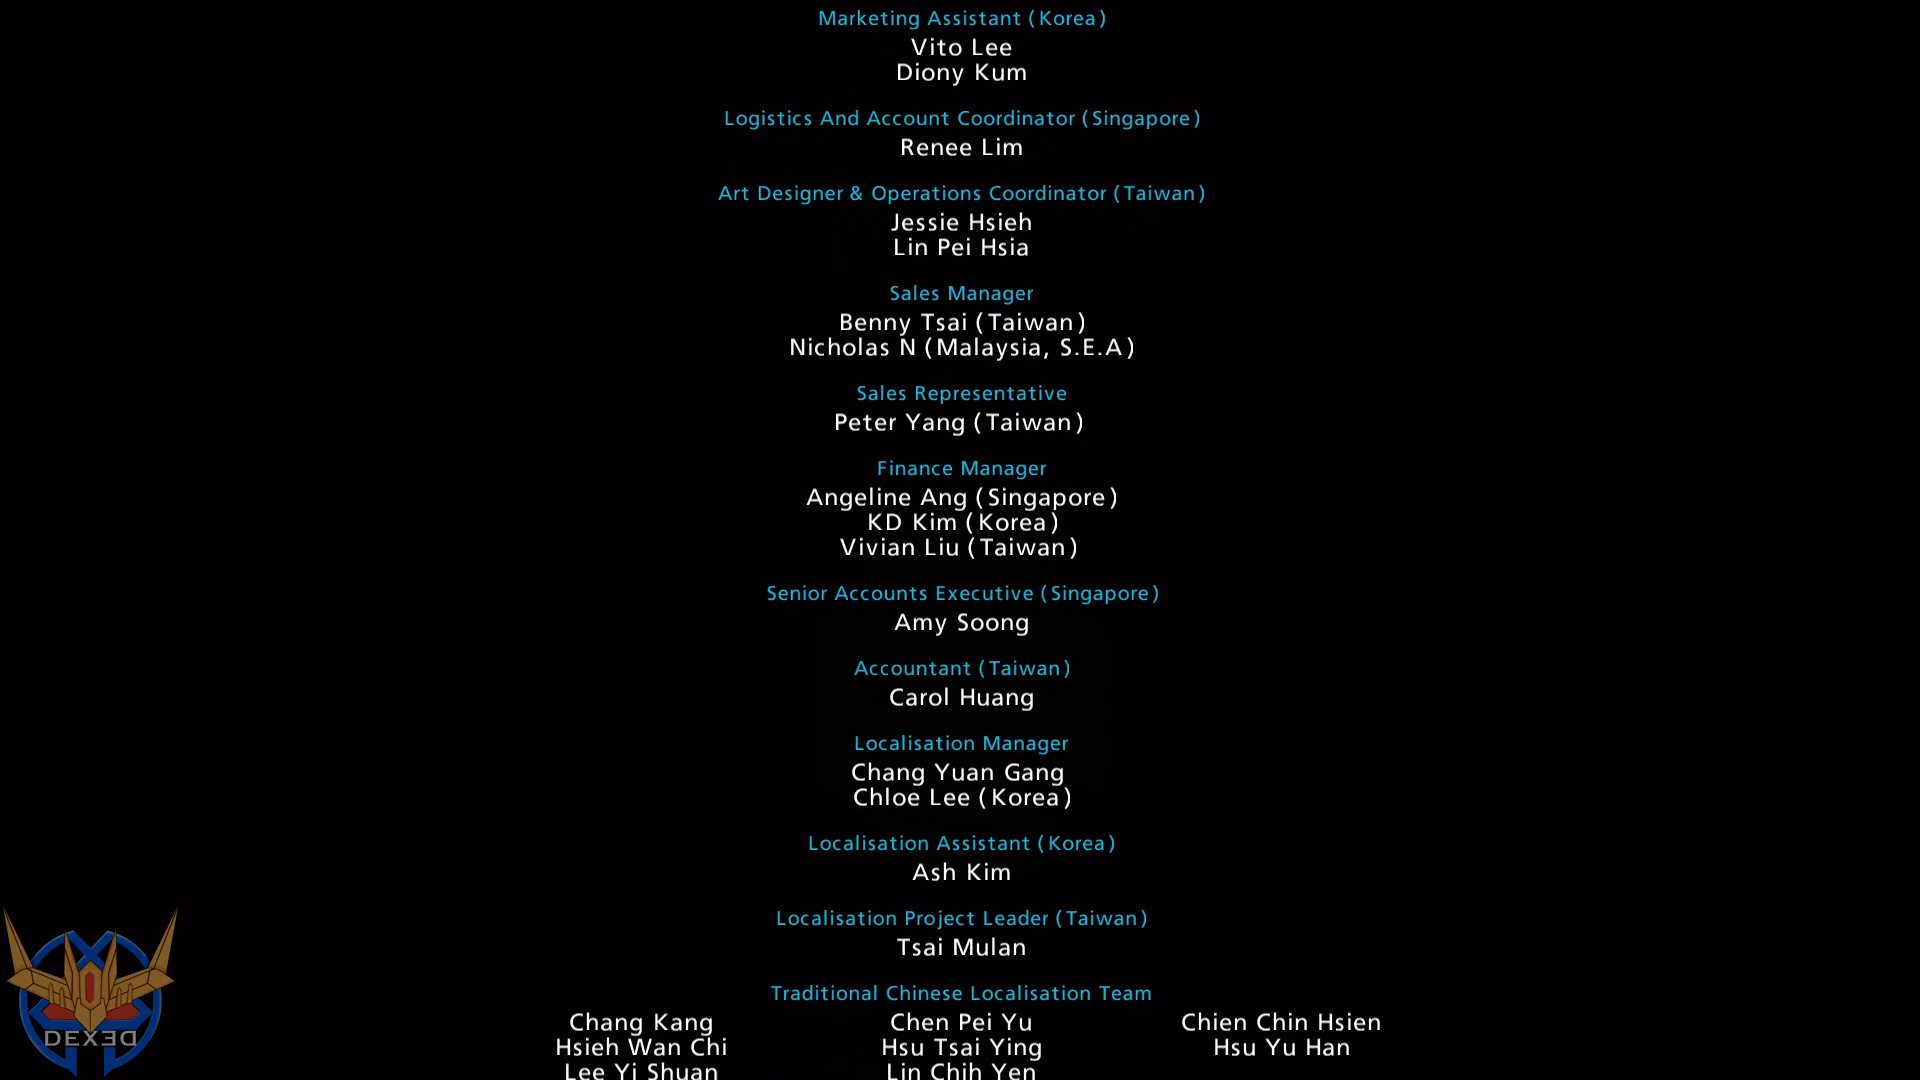 Marketing Assistant (Korea)
Vito Lee
Diony Kum
Logistics And Account Coordinator (Singapore)
Renee Lim
Art Designer & Operations Coordinator (Taiwan)
Jessie Hsieh
Lin Pei Hsia
Sales Manager
Benny Tsai (Taiwan)
Nicholas N (Malaysia, S.E.A)
Sales Representative
Peter Yang (Taiwan)
Finance Manager
Angeline Ang (Singapore)
KD Kim (Korea)
Vivian Liu (Taiwan)
Senior Accounts Executive (Singapore)
Amy Soong
Accountant (Taiwan)
Carol Huang
Localisation Manager
Chang Yuan Gang
Chloe Lee (Korea)
Localisation Assistant (Korea)
Ash Kim
Localisation Project Leader (Taiwan)
Tsai Mulan
Traditional Chinese Localisation Team
Chang Kang Chen Pei Yu Chien Chin Hsien
Hsieh Wan Chi Hsu Tsai Ying Hsu Yu Han
Lee Yi Shuan Lin Chih Yen
DEXED